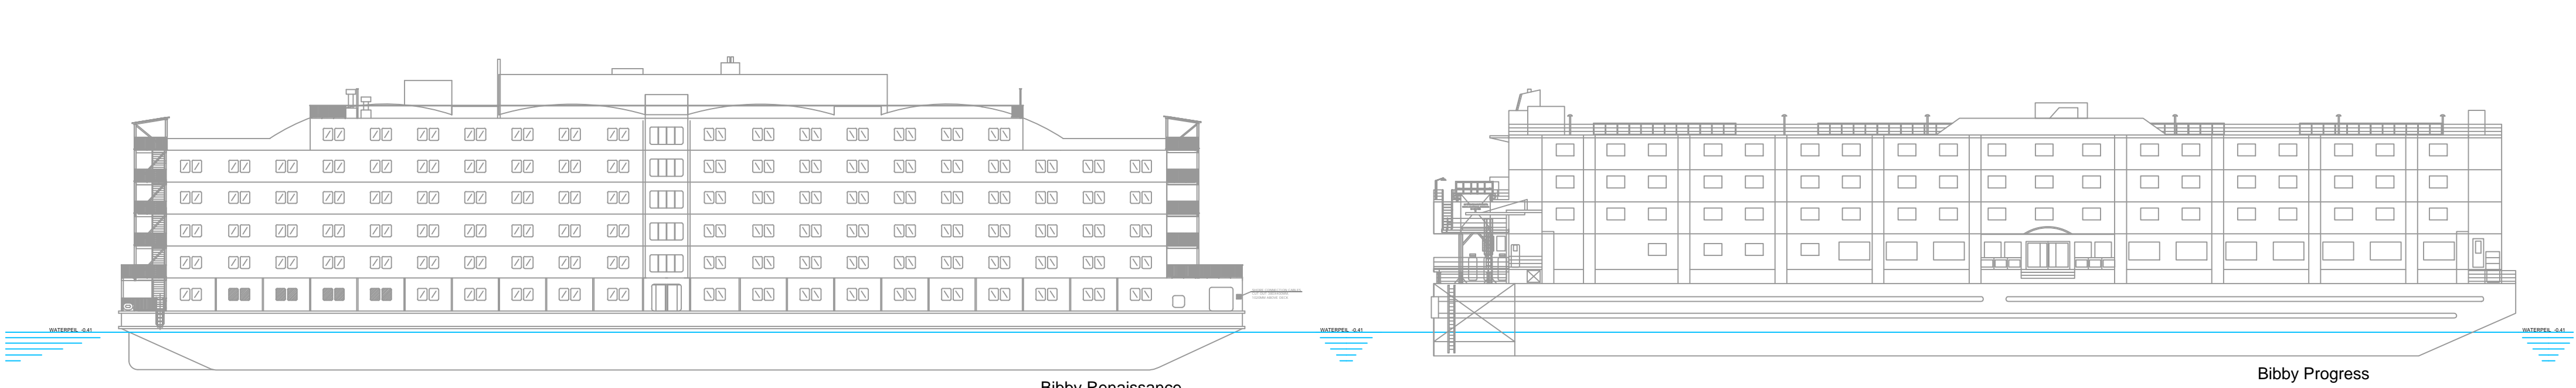 WATERPEIL -0.41
WATERPEIL -0.41
WATERPEIL -0.41
Bibby Renaissance
Bibby Progress